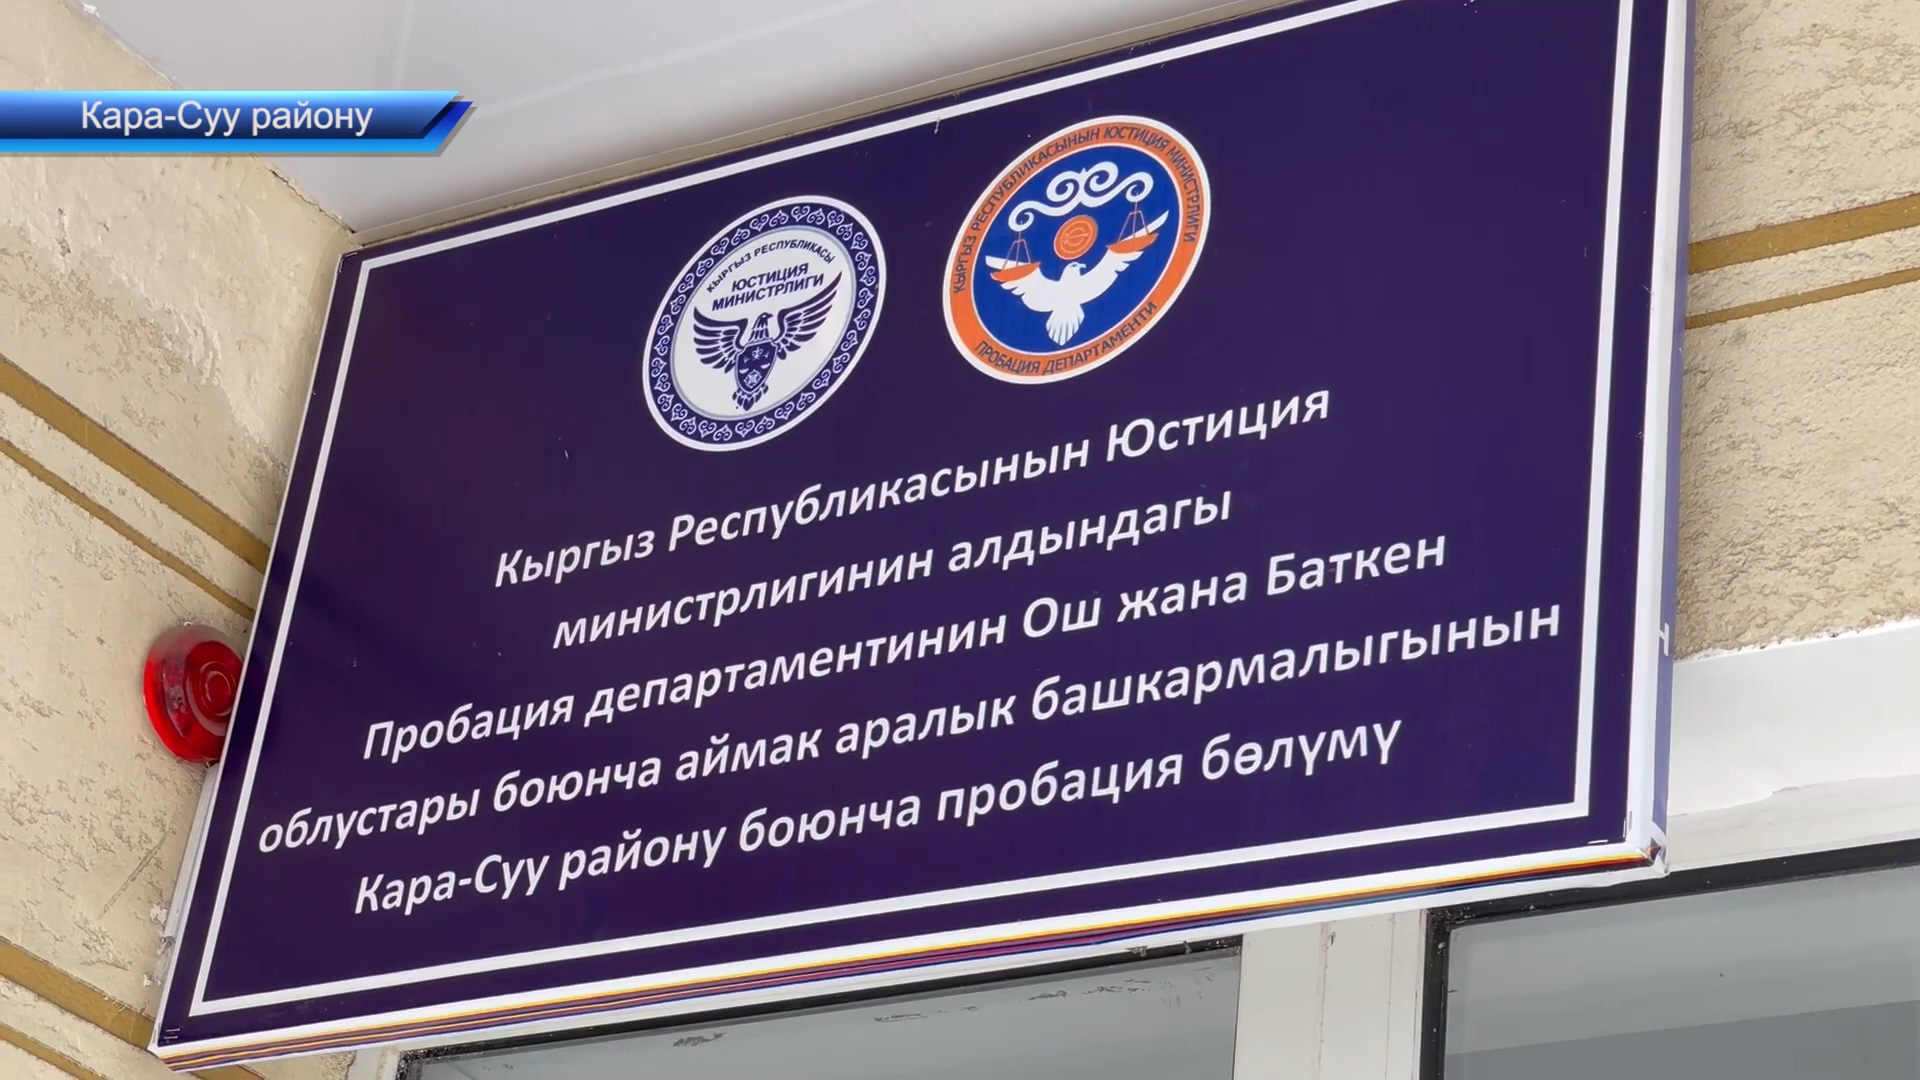 Кара-Суу району
КЫРГЫЗ РЕСПУБЛИКАСЫ
ЮСТИЦИЯ
МИНИСТРЛИГИ
КЫРГЫЗ РЕСПУБЛИКАСЫНЫН ЮСТИЦИЯ МИНИСТРЛИГИ
ПРОБАЦИЯ ДЕПАРТАМЕНТИ
Кыргыз Республикасынын Юстиция
министрлигинин алдындагы
Пробация департаментинин Ош жана Баткен
облустары боюнча аймак аралык башкармалыгынын
Кара-Суу району боюнча пробация бөлүмү